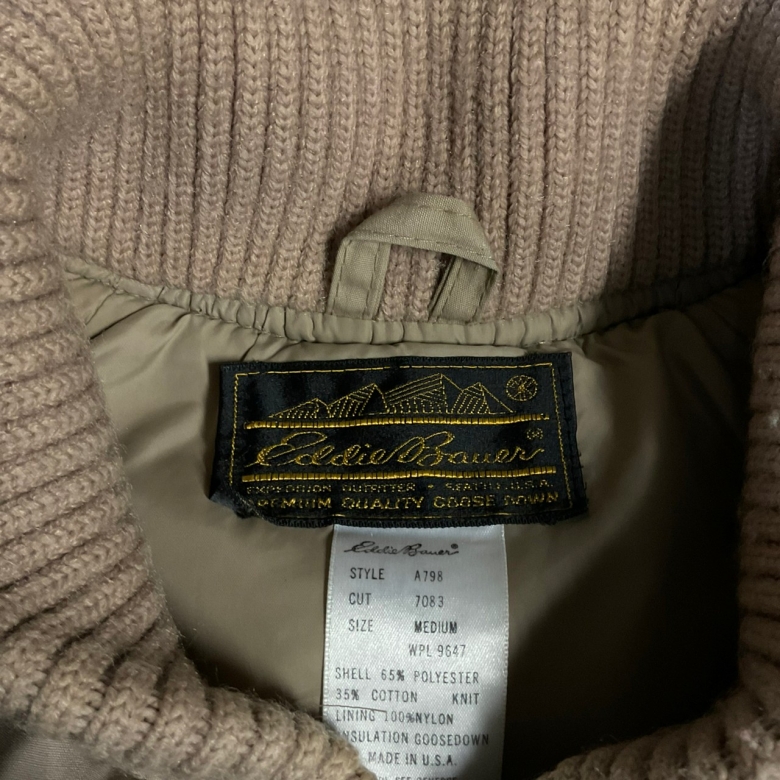 Eddie Bauer
EXPEDITION OUTFITTER • SEATTLE, U.S.A.
PREMIUM QUALITY GOOSE DOWN
Eddie Bauer®
STYLE A798
CUT 7083
SIZE MEDIUM
WPL 9647
SHELL 65% POLYESTER
35% COTTON KNIT
LINING 100%NYLON
INSULATION GOOSEDOWN
MADE IN U.S.A.